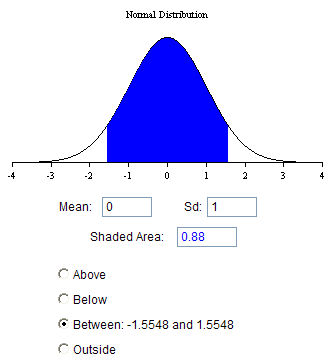 Normal Distribution
-4 -3 -2 -1 0 1 2 3 4
Mean: 0 Sd: 1
Shaded Area: 0.88
Above
Below
Between: -1.5548 and 1.5548
Outside